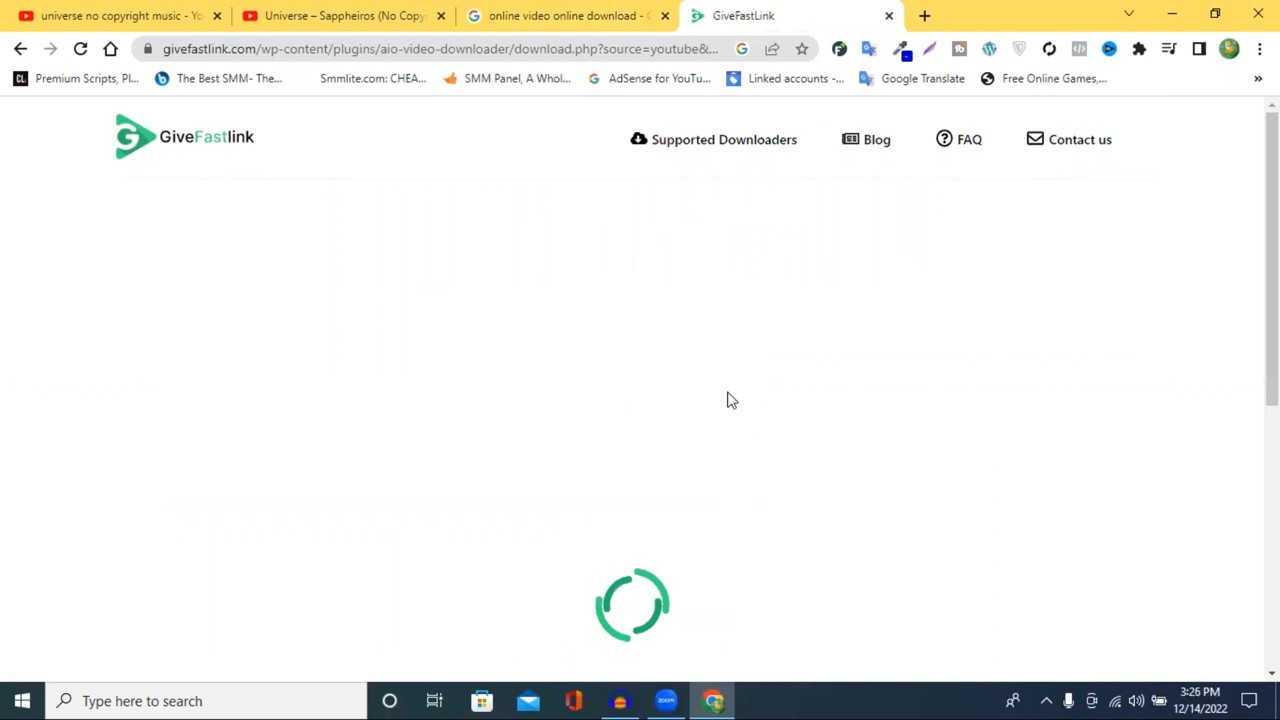 universe no copyright music - Yo
Universe – Sappheiros (No Copy
online video online download - G
GiveFastLink
givefastlink.com/wp-content/plugins/aio-video-downloader/download.php?source=youtube&...
Premium Scripts, Pl...
The Best SMM- The...
Smmlite.com: CHEA...
SMM Panel, A Whol...
AdSense for YouTu...
Linked accounts -...
Google Translate
Free Online Games,...
GiveFastlink
Supported Downloaders
Blog
FAQ
Contact us
Type here to search
3:26 PM
12/14/2022